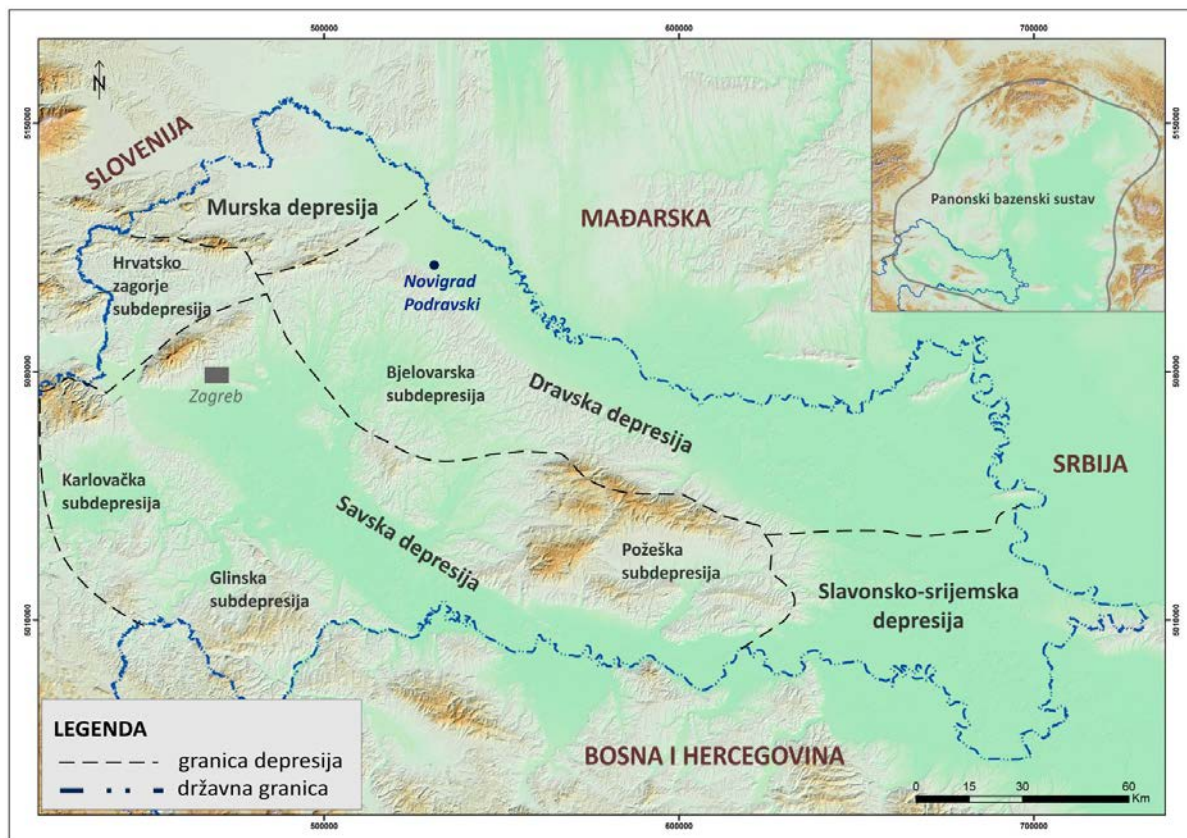 500000
600000
700000
N
5150000
5150000
SLOVENIJA
Murska depresija
MAĐARSKA
Panonski bazenski sustav
Hrvatsko
zagorje
subdepresija
Novigrad
Podravski
5080000
5080000
Zagreb
Bjelovarska
subdepresija
Dravska depresija
SRBIJA
Karlovačka
subdepresija
Savska depresija
Požeška
subdepresija
Glinska
subdepresija
Slavonsko-srijemska
depresija
5010000
5010000
LEGENDA
granica depresija
državna granica
BOSNA I HERCEGOVINA
0 15 30 60
Km
500000
600000
700000